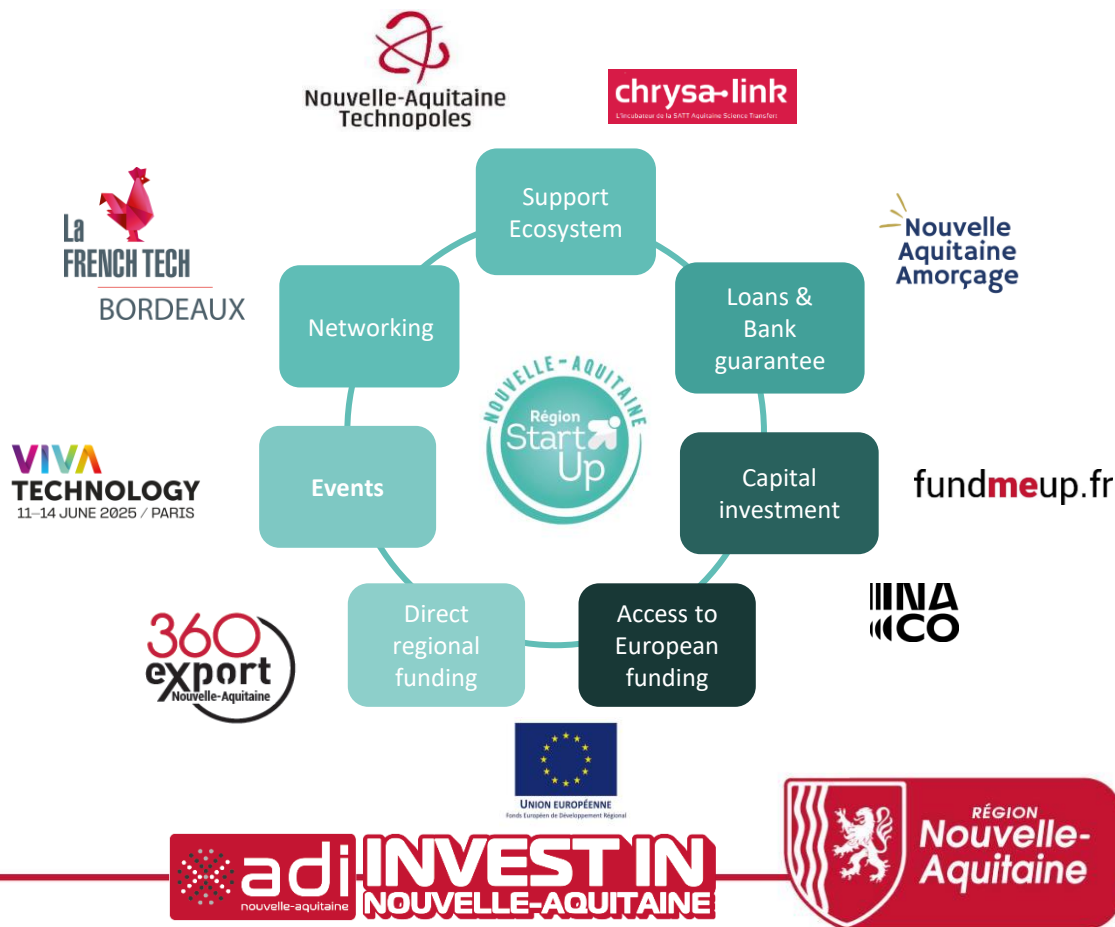 Nouvelle-Aquitaine
Technopoles
chrysa-link
L'incubateur de la SATT Aquitaine Science Transfert
Support
Ecosystem
La
FRENCH TECH
BORDEAUX
Nouvelle
Aquitaine
Amorçage
Networking
Loans &
Bank
guarantee
NOUVELLE-AQUITAINE
Région
Start
Up
VIVA
TECHNOLOGY
11–14 JUNE 2025 / PARIS
Events
Capital
investment
fundmeup.fr
Direct
regional
funding
Access to
European
funding
INA
CO
360
export
Nouvelle-Aquitaine
UNION EUROPÉENNE
Fonds Européen de Développement Régional
adi
nouvelle-aquitaine
INVEST IN
NOUVELLE-AQUITAINE
RÉGION
Nouvelle-
Aquitaine